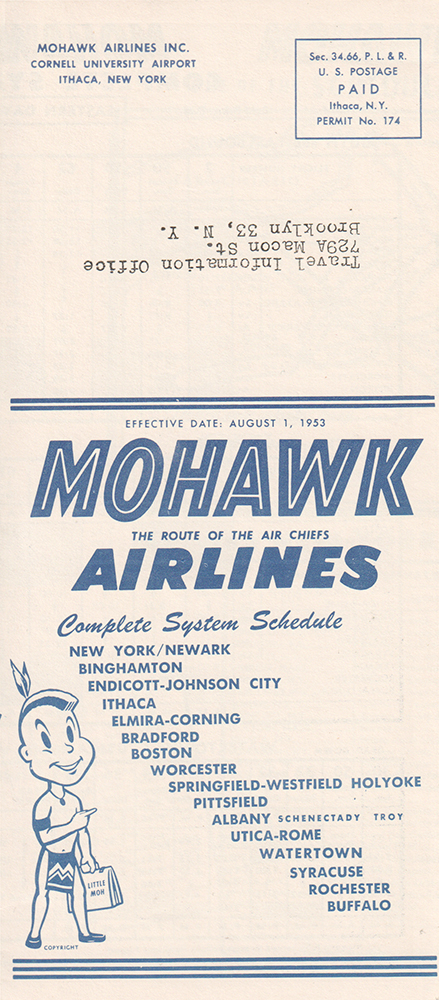 MOHAWK AIRLINES INC.
CORNELL UNIVERSITY AIRPORT
ITHACA, NEW YORK
Sec. 34.66, P. L. & R.
U. S. POSTAGE
PAID
Ithaca, N.Y.
PERMIT No. 174
Travel Information Office
729A Macon St.
Brooklyn 33, N. Y.
EFFECTIVE DATE: AUGUST 1, 1953
MOHAWK
THE ROUTE OF THE AIR CHIEFS
AIRLINES
Complete System Schedule
NEW YORK/NEWARK
BINGHAMTON
ENDICOTT-JOHNSON CITY
ITHACA
ELMIRA-CORNING
BRADFORD
BOSTON
WORCESTER
SPRINGFIELD-WESTFIELD HOLYOKE
PITTSFIELD
ALBANY SCHENECTADY TROY
UTICA-ROME
WATERTOWN
SYRACUSE
ROCHESTER
BUFFALO
LITTLE
MOH
COPYRIGHT